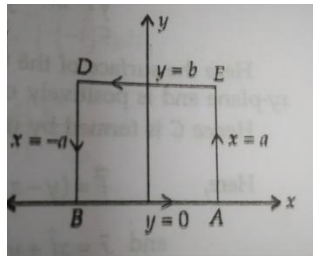 y
D
y = b
E
x = -a
x = a
B
y = 0
A
x